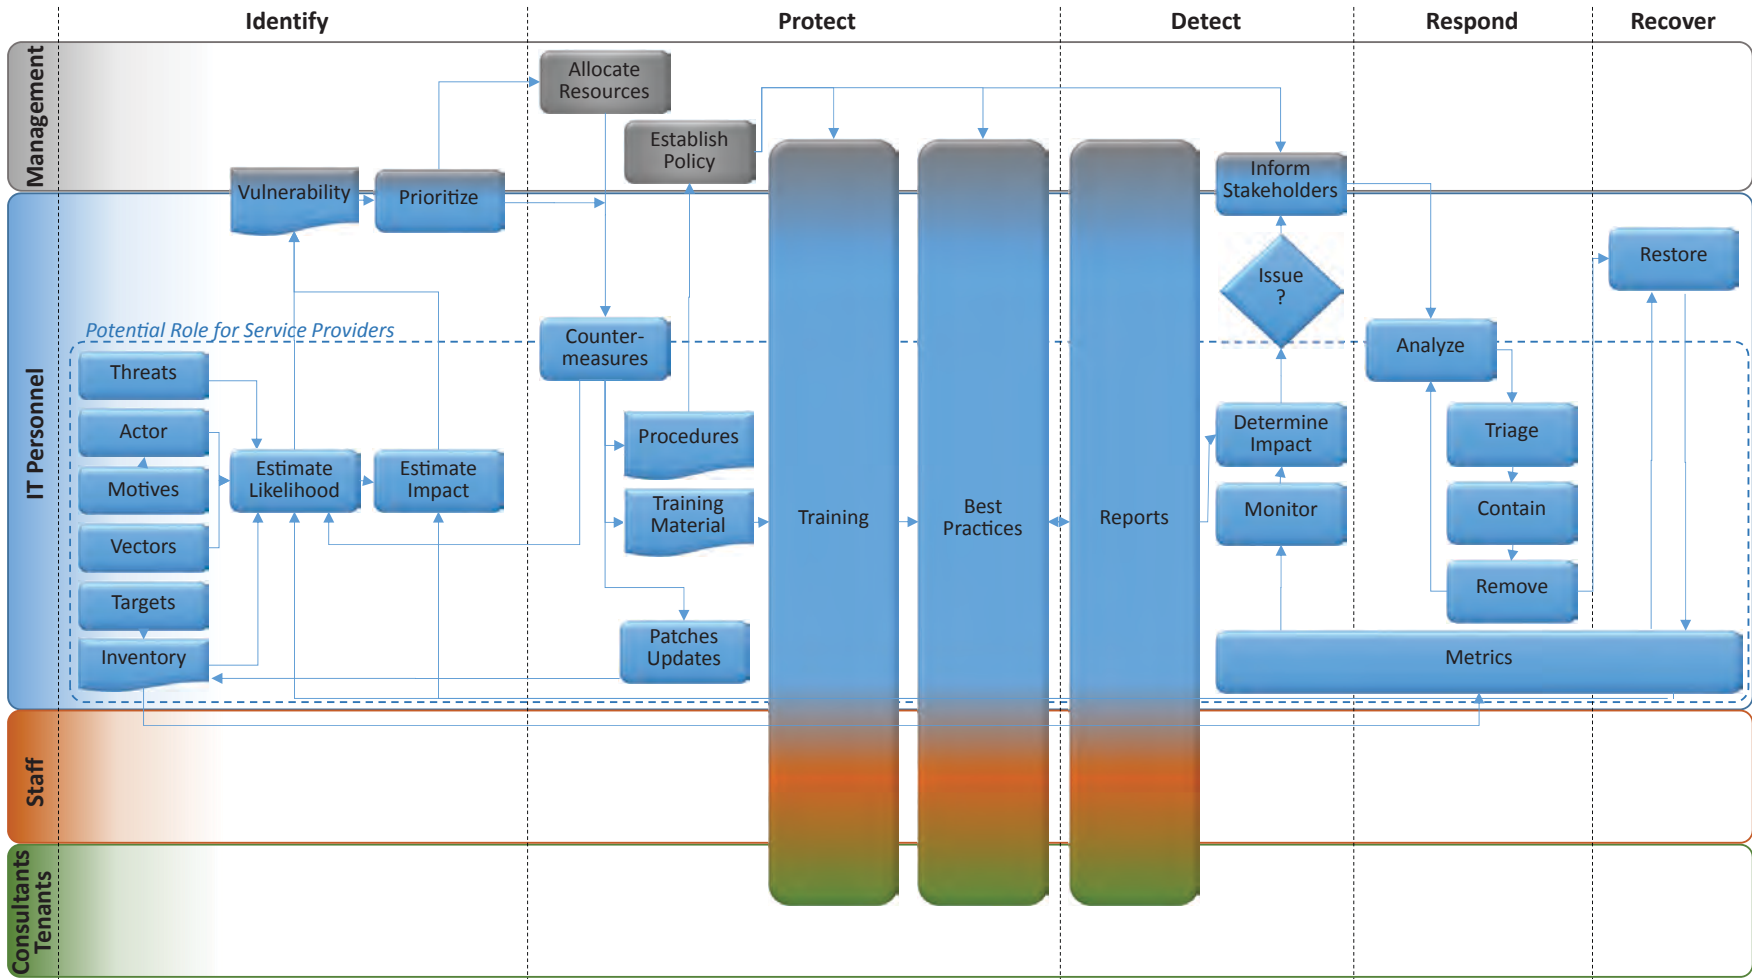 Identify
Protect
Detect
Respond
Recover
Management
Allocate
Resources
Establish
Policy
Vulnerability
Prioritize
Inform
Stakeholders
IT Personnel
Issue
?
Restore
Potential Role for Service Providers
Counter-
measures
Analyze
Threats
Actor
Motives
Vectors
Targets
Inventory
Estimate
Likelihood
Estimate
Impact
Procedures
Training
Material
Patches
Updates
Training
Best
Practices
Reports
Determine
Impact
Monitor
Triage
Contain
Remove
Metrics
Staff
Consultants
Tenants